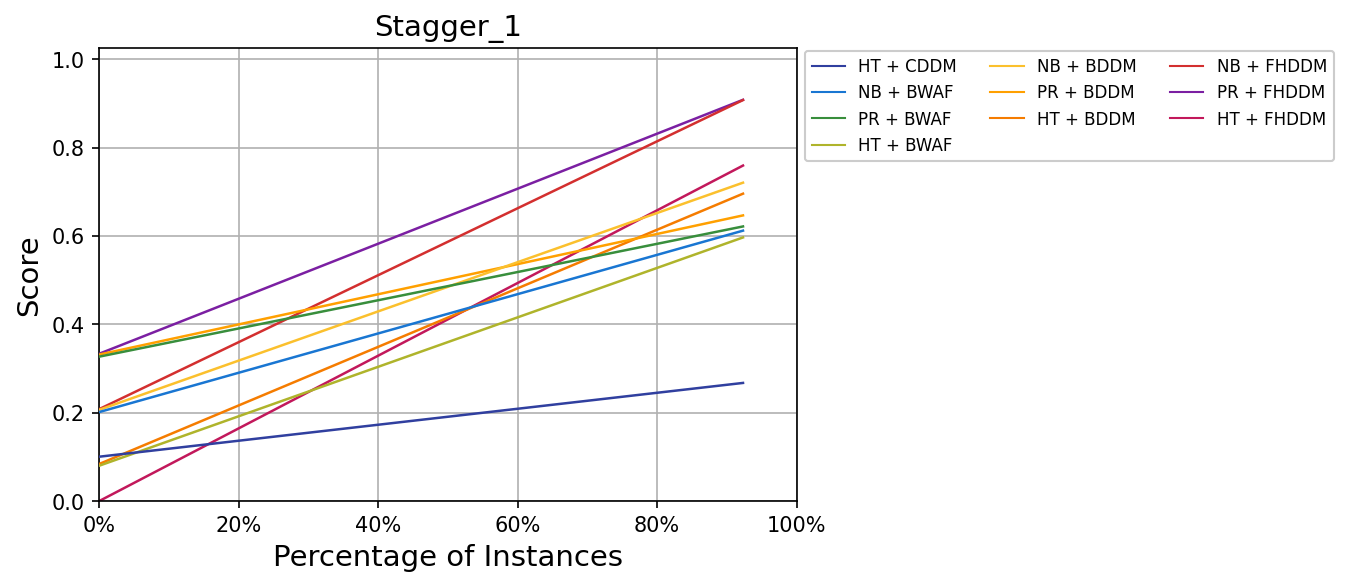 Stagger_1
1.0
0.8
0.6
0.4
0.2
0.0
Score
0%
20%
40%
60%
80%
100%
Percentage of Instances
HT + CDDM
NB + BWAF
PR + BWAF
HT + BWAF
NB + BDDM
PR + BDDM
HT + BDDM
NB + FHDDM
PR + FHDDM
HT + FHDDM